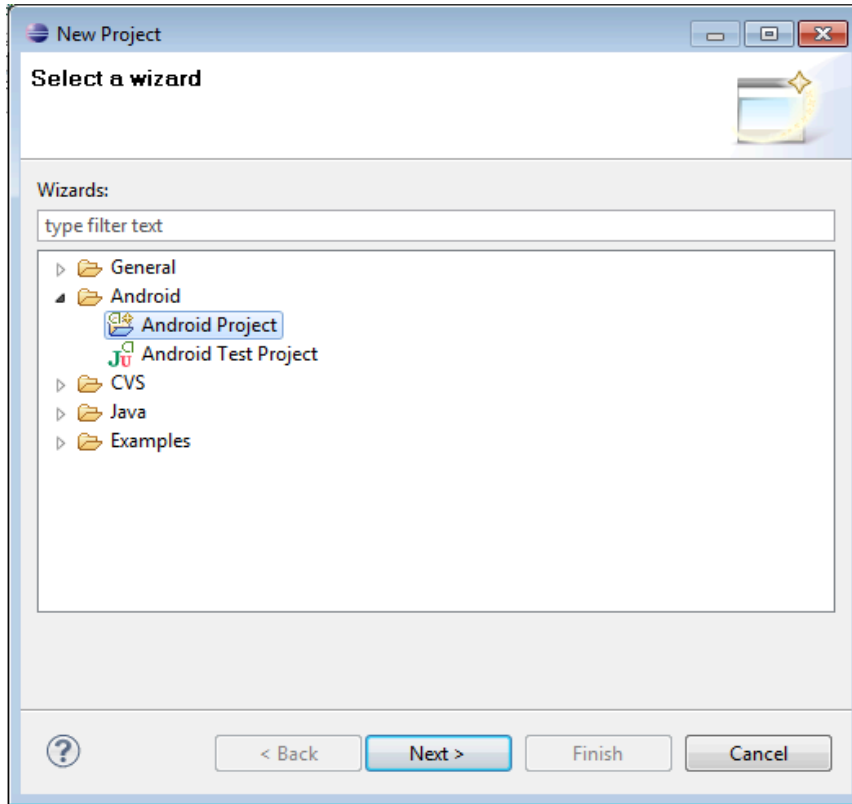 New Project
Select a wizard
Wizards:
type filter text
General
Android
Android Project
Android Test Project
CVS
Java
Examples
< Back Next > Finish Cancel